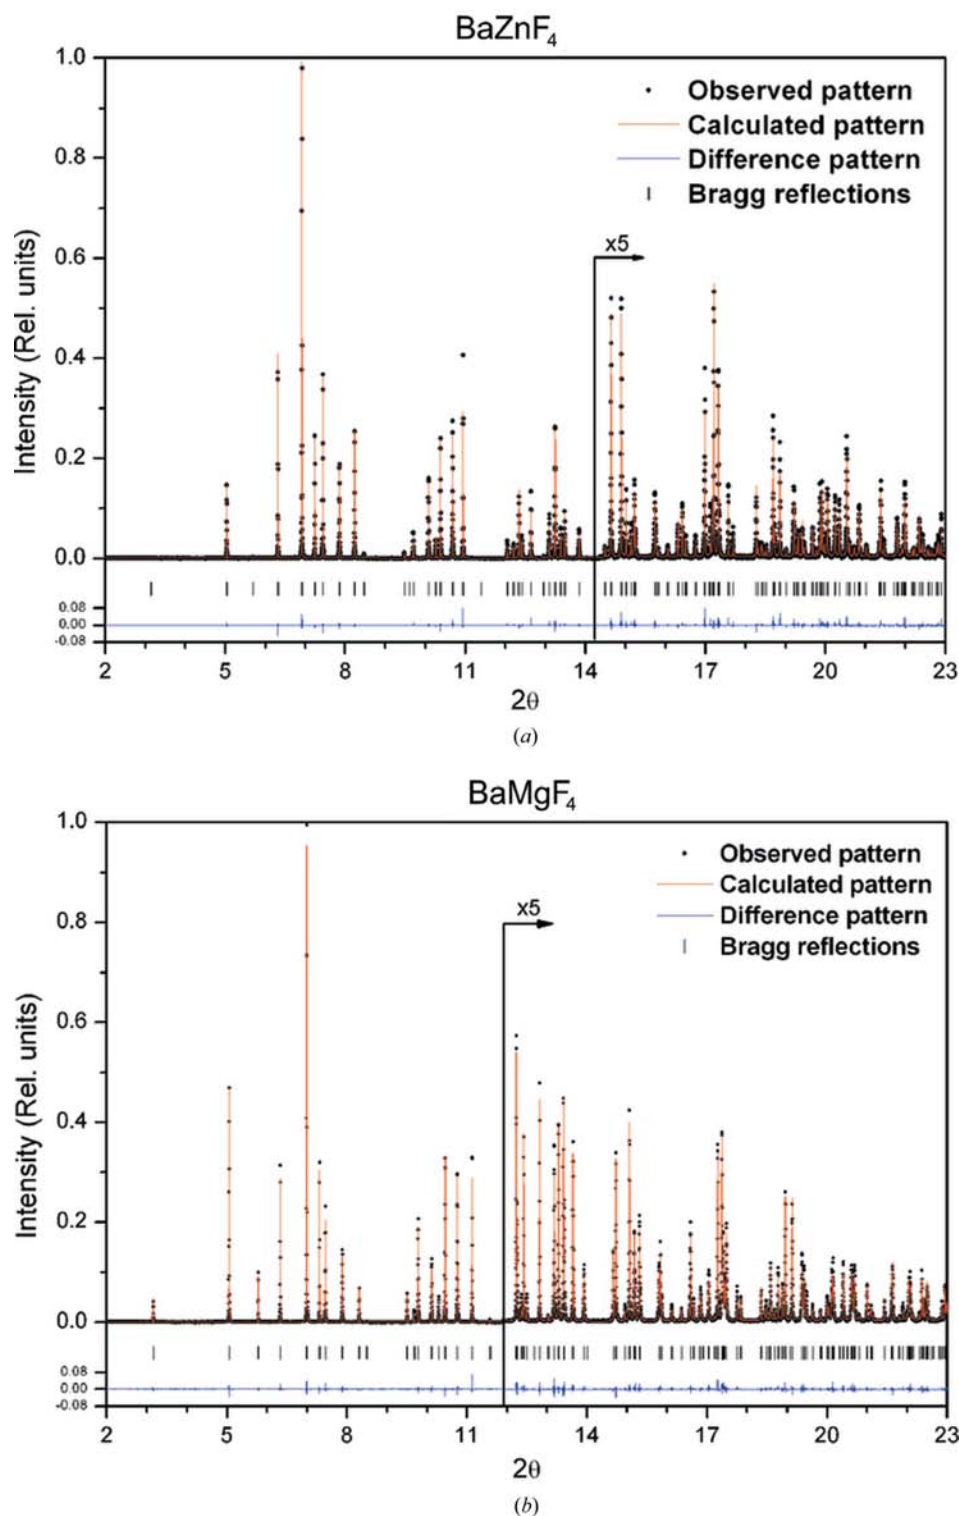 BaZnF4
1.0
Observed pattern
Calculated pattern
0.8
Difference pattern
Bragg reflections
0.6
x5
0.4
0.2
0.0
0.08
0.00
-0.08
2 5 8 11 14 17 20 23
Intensity (Rel. units)
2θ
(a)
BaMgF4
1.0
Observed pattern
Calculated pattern
0.8
Difference pattern
x5
Bragg reflections
0.6
0.4
0.2
0.0
0.08
0.00
-0.08
2 5 8 11 14 17 20 23
Intensity (Rel. units)
2θ
(b)